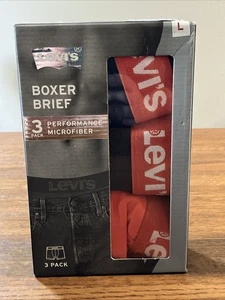 L
Levi's
BOXER
BRIEF
3 PERFORMANCE
PACK MICROFIBER
Levi's
Levi's
Levi's
3 PACK